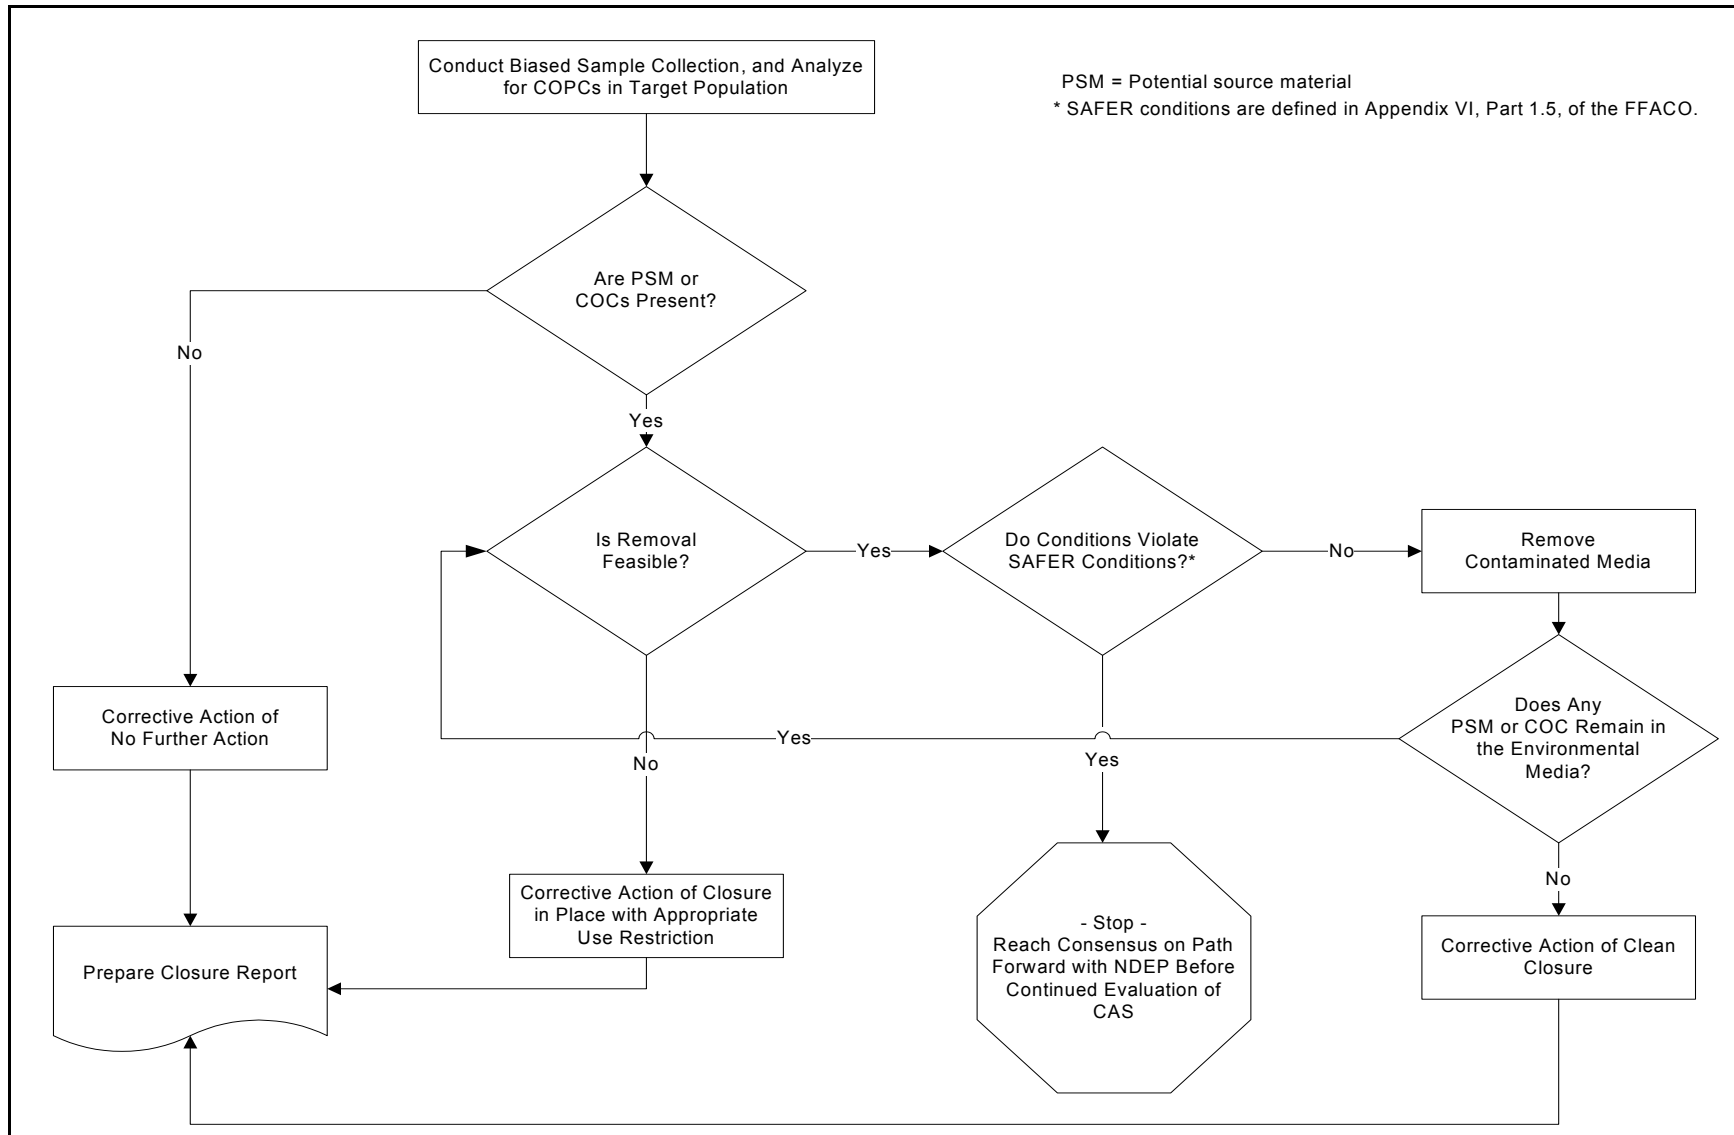 Conduct Biased Sample Collection, and Analyze
for COPCs in Target Population
PSM = Potential source material
* SAFER conditions are defined in Appendix VI, Part 1.5, of the FFACO.
Are PSM or
COCs Present?
No
Yes
Is Removal
Feasible?
Yes
Do Conditions Violate
SAFER Conditions?*
No
Remove
Contaminated Media
Does Any
PSM or COC Remain in
the Environmental
Media?
Yes
Corrective Action of
No Further Action
No
Yes
No
Corrective Action of Closure
in Place with Appropriate
Use Restriction
- Stop -
Reach Consensus on Path
Forward with NDEP Before
Continued Evaluation of
CAS
Corrective Action of Clean
Closure
Prepare Closure Report